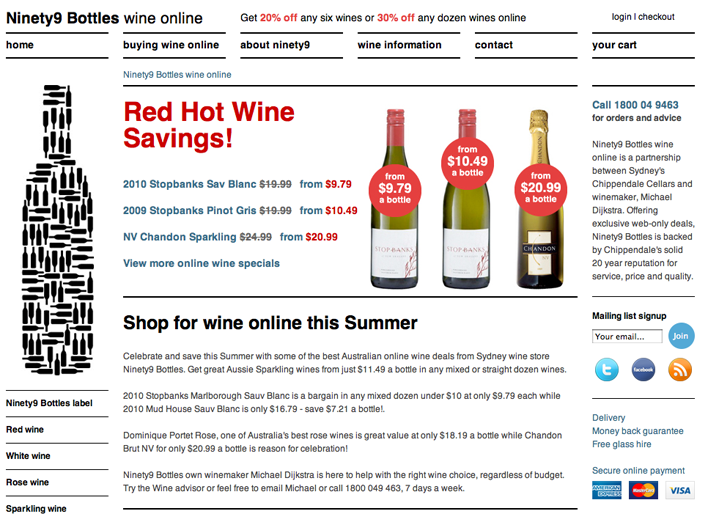 Ninety9 Bottles wine online
Get 20% off any six wines or 30% off any dozen wines online
login I checkout
home
buying wine online
about ninety9
wine information
contact
your cart
Ninety9 Bottles wine online
Red Hot Wine
Savings!
2010 Stopbanks Sav Blanc $19.99 from $9.79
2009 Stopbanks Pinot Gris $19.99 from $10.49
NV Chandon Sparkling $24.99 from $20.99
View more online wine specials
from
$9.79
a bottle
from
$10.49
a bottle
from
$20.99
a bottle
STOP·BANKS
STOP·BANKS
CHANDON
Shop for wine online this Summer
Celebrate and save this Summer with some of the best Australian online wine deals from Sydney wine store
Ninety9 Bottles. Get great Aussie Sparkling wines from just $11.49 a bottle in any mixed or straight dozen wines.
2010 Stopbanks Marlborough Sauv Blanc is a bargain in any mixed dozen under $10 at only $9.79 each while
2010 Mud House Sauv Blanc is only $16.79 - save $7.21 a bottle!.
Dominique Portet Rose, one of Australia's best rose wines is great value at only $18.19 a bottle while Chandon
Brut NV for only $20.99 a bottle is reason for celebration!
Ninety9 Bottles own winemaker Michael Dijkstra is here to help with the right wine choice, regardless of budget.
Try the Wine advisor or feel free to email Michael or call 1800 049 463, 7 days a week.
Ninety9 Bottles label
Red wine
White wine
Rose wine
Sparkling wine
Call 1800 04 9463
for orders and advice
Ninety9 Bottles wine
online is a partnership
between Sydney's
Chippendale Cellars and
winemaker, Michael
Dijkstra. Offering
exclusive web-only deals,
Ninety9 Bottles is backed
by Chippendale's solid
20 year reputation for
service, price and quality.
Mailing list signup
Your email...
Join
facebook
Delivery
Money back guarantee
Free glass hire
Secure online payment
AMERICAN
EXPRESS
MasterCard
VISA